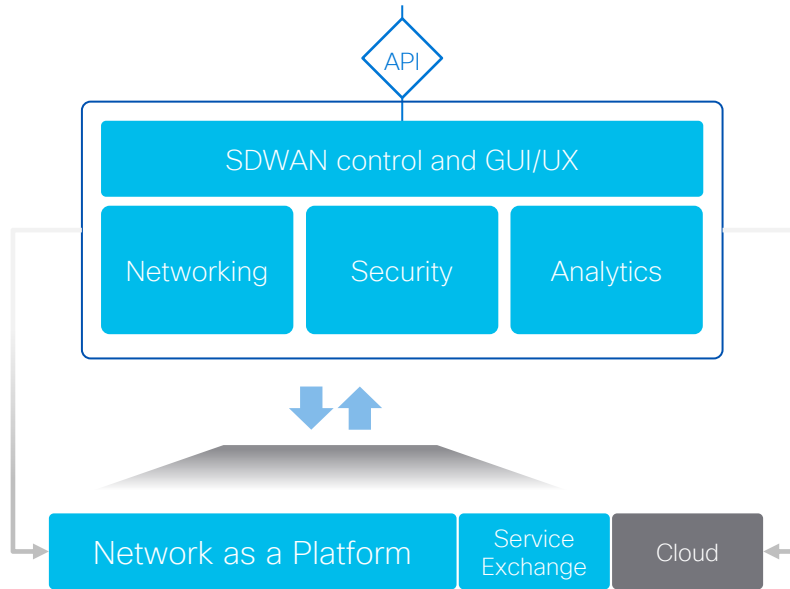 API
SDWAN control and GUI/UX
Networking
Security
Analytics
Network as a Platform
Service
Exchange
Cloud